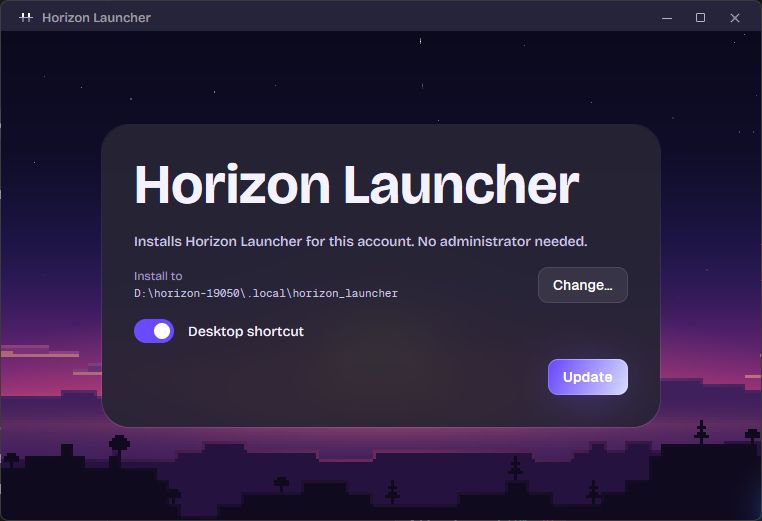 Horizon Launcher
Horizon Launcher
Installs Horizon Launcher for this account. No administrator needed.
Install to
D:\horizon-19050\.local\horizon_launcher
Change...
Desktop shortcut
Update